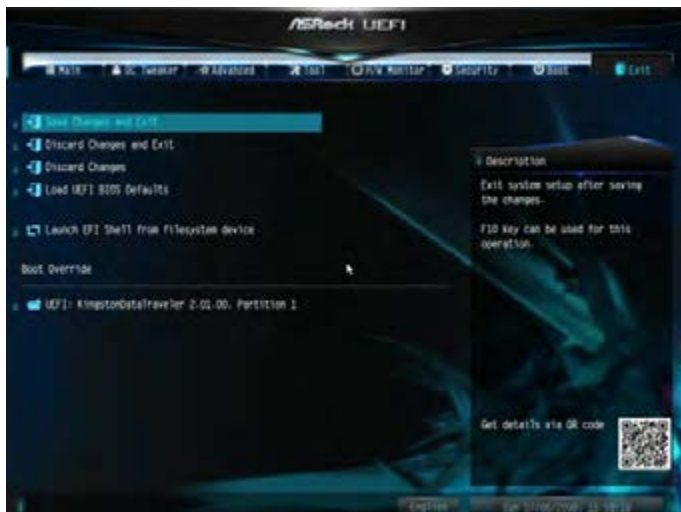 ASRock UEFI
Main OC Tweaker Advanced Tool H/W Monitor Security Boot Exit
Save Changes and Exit
Discard Changes and Exit
Discard Changes
Load UEFI BIOS Defaults
Launch EFI Shell from filesystem device
Boot Override
UEFI: KingstonDataTraveler 2.01.00, Partition 1
Description
Exit system setup after saving
the changes.
F10 key can be used for this
operation.
Get details via QR code
English